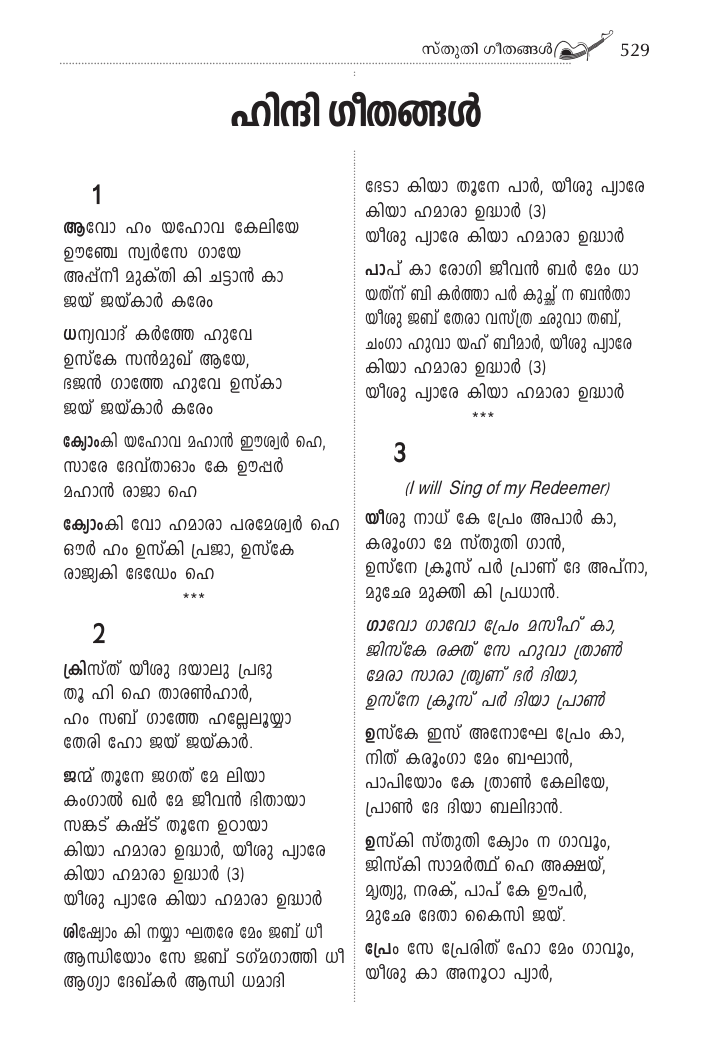 സ്തുതി ഗീതങ്ങൾ 529
ഹിന്ദി ഗീതങ്ങൾ
1
ആവോ ഹം യഹോവ കേലിയേ
ഊഞ്ചേ സ്വർസേ ഗായേ
അപ്നീ മുക്തി കി ചട്ടാൻ കാ
ജയ് ജയ്കാർ കരേം
ധന്യവാദ് കർത്തേ ഹുവേ
ഉസ്കേ സൻമുഖ് ആയേ,
ഭജൻ ഗാത്തേ ഹുവേ ഉസ്കാ
ജയ് ജയ്കാർ കരേം
ക്യോംകി യഹോവ മഹാൻ ഈശ്വർ ഹെ,
സാരേ ദേവ്താഓം കേ ഊപ്പർ
മഹാൻ രാജാ ഹെ
ക്യോംകി വോ ഹമാരാ പരമേശ്വർ ഹെ
ഔർ ഹം ഉസ്കി പ്രജാ, ഉസ്കേ
രാജ്യകി ഭേഡേം ഹെ
***
2
ക്രിസ്ത് യീശു ദയാലു പ്രഭു
തൂ ഹി ഹെ താരൺഹാർ,
ഹം സബ് ഗാത്തേ ഹല്ലേലൂയ്യാ
തേരി ഹോ ജയ് ജയ്കാർ.
ജന്മ് തൂനേ ജഗത് മേ ലിയാ
കംഗാൽ ഖർ മേ ജീവൻ ഭിതായാ
സങ്കട് കഷ്ട് തൂനേ ഉഠായാ
കിയാ ഹമാരാ ഉദ്ധാർ, യീശു പ്യാരേ
കിയാ ഹമാരാ ഉദ്ധാർ (3)
യീശു പ്യാരേ കിയാ ഹമാരാ ഉദ്ധാർ
ശിഷ്യോം കി നയ്യാ ഘതരേ മേം ജബ് ധീ
ആന്ധിയോം സേ ജബ് ടഗ്മഗാത്തി ധീ
ആഗ്യാ ദേഖ്കർ ആന്ധി ധമാദി
ഭേടാ കിയാ തൂനേ പാർ, യീശു പ്യാരേ
കിയാ ഹമാരാ ഉദ്ധാർ (3)
യീശു പ്യാരേ കിയാ ഹമാരാ ഉദ്ധാർ
പാപ് കാ രോഗി ജീവൻ ബർ മേം ധാ
യത്ന് ബി കർത്താ പർ കുച്ഛ് ന ബൻതാ
യീശു ജബ് തേരാ വസ്ത്ര ഛുവാ തബ്,
ചംഗാ ഹുവാ യഹ് ബീമാർ, യീശു പ്യാരേ
കിയാ ഹമാരാ ഉദ്ധാർ (3)
യീശു പ്യാരേ കിയാ ഹമാരാ ഉദ്ധാർ
***
3
(I will Sing of my Redeemer)
യീശു നാധ് കേ പ്രേം അപാർ കാ,
കരൂംഗാ മേ സ്തുതി ഗാൻ,
ഉസ്നേ ക്രൂസ് പർ പ്രാണ് ദേ അപ്നാ,
മുഛേ മുക്തി കി പ്രധാൻ.
ഗാവോ ഗാവോ പ്രേം മസീഹ് കാ,
ജിസ്കേ രക്ത് സേ ഹുവാ ത്രാൺ
മേരാ സാരാ ത്ര്യണ് ഭർ ദിയാ,
ഉസ്നേ ക്രൂസ് പർ ദിയാ പ്രാൺ
ഉസ്കേ ഇസ് അനോഘേ പ്രേം കാ,
നിത് കരൂംഗാ മേം ബഘാൻ,
പാപിയോം കേ ത്രാൺ കേലിയേ,
പ്രാൺ ദേ ദിയാ ബലിദാൻ.
ഉസ്കി സ്തുതി ക്യോം ന ഗാവൂം,
ജിസ്കി സാമർത്ഥ് ഹെ അക്ഷയ്,
മൃത്യു, നരക്, പാപ് കേ ഊപർ,
മുഛേ ദേതാ കൈസി ജയ്.
പ്രേം സേ പ്രേരിത് ഹോ മേം ഗാവൂം,
യീശു കാ അനൂഠാ പ്യാർ,